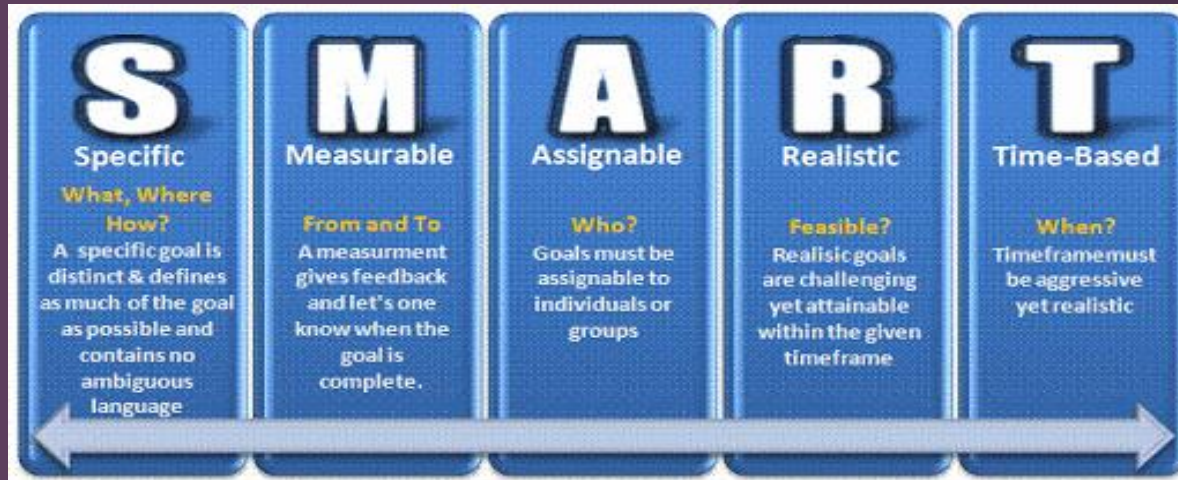 S
Specific
What, Where
How?
A specific goal is
distinct & defines
as much of the goal
as possible and
contains no
ambiguous
language
M
Measurable
From and To
A measurment
gives feedback
and let's one
know when the
goal is
complete.
A
Assignable
Who?
Goals must be
assignable to
individuals or
groups
R
Realistic
Feasible?
Realisic goals
are challenging
yet attainable
within the given
timeframe
T
Time-Based
When?
Timeframemust
be aggressive
yet realistic